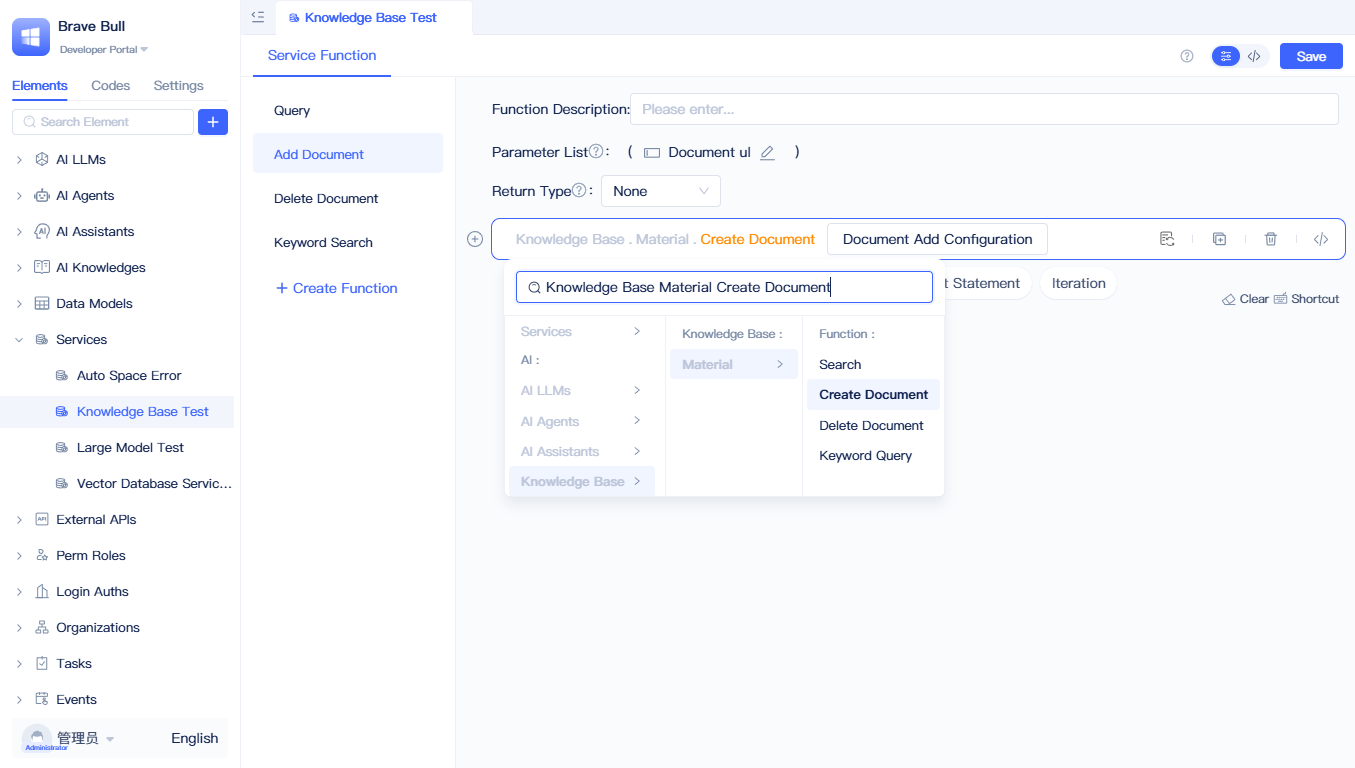 Brave Bull
Developer Portal
Elements Codes Settings
Search Element
AI LLMs
AI Agents
AI Assistants
AI Knowledges
Data Models
Services
Auto Space Error
Knowledge Base Test
Large Model Test
Vector Database Servic...
External APIs
Perm Roles
Login Auths
Organizations
Tasks
Events
管理员
Administrator
English
Knowledge Base Test
Service Function
Save
Query
Add Document
Delete Document
Keyword Search
Create Function
Function Description: Please enter...
Parameter List : ( Document ul )
Return Type : None
Knowledge Base . Material . Create Document Document Add Configuration
t Statement Iteration
Clear Shortcut
Knowledge Base Material Create Document
Services
AI :
AI LLMs
AI Agents
AI Assistants
Knowledge Base
Knowledge Base :
Material
Function :
Search
Create Document
Delete Document
Keyword Query